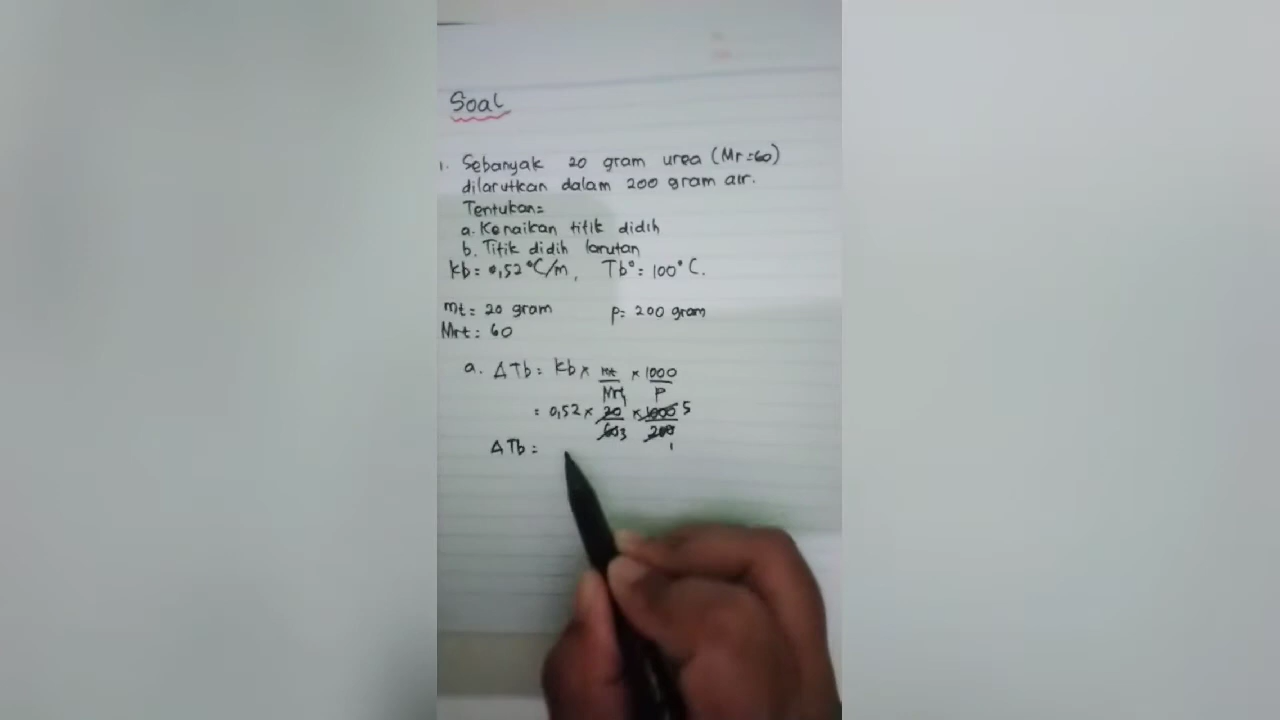 Soal
1. Sebanyak 20 gram urea (Mr=60)
dilarutkan dalam 200 gram air.
Tentukan=
a. Kenaikan titik didih
b. Titik didih larutan
kb = 0,52°C/m, Tb° = 100°C.
mt = 20 gram p= 200 gram
Mrt = 60
a. ΔTb = kb × mt/Mrt × 1000/P
= 0,52 × 20/60 3 × 1000 5/200 1
ΔTb =